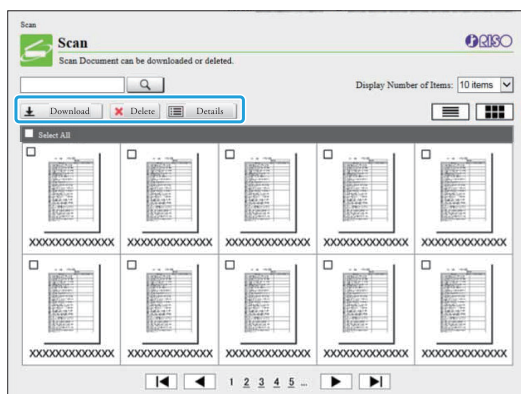 Scan
Scan
RISO
Scan Document can be downloaded or deleted.
Display Number of Items: 10 items
Download Delete Details
Select All
XXXXXXXXXXXXX XXXXXXXXXXXXX XXXXXXXXXXXXX XXXXXXXXXXXXX XXXXXXXXXXXXX
XXXXXXXXXXXXX XXXXXXXXXXXXX XXXXXXXXXXXXX XXXXXXXXXXXXX XXXXXXXXXXXXX
1 2 3 4 5 ...